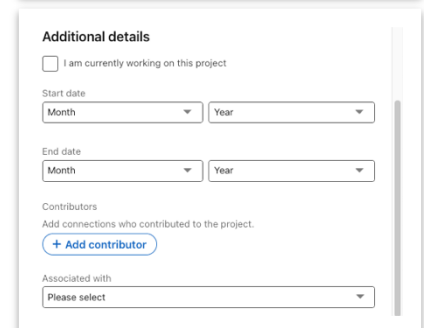 Additional details
I am currently working on this project
Start date
Month Year
End date
Month Year
Contributors
Add connections who contributed to the project.
+ Add contributor
Associated with
Please select